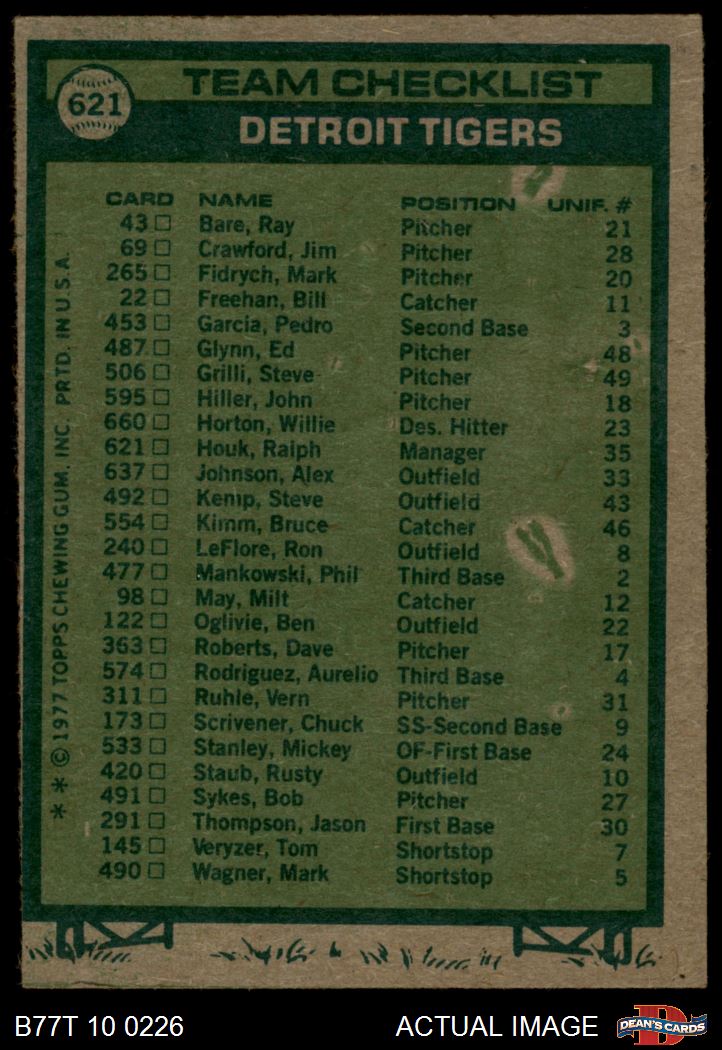 621
TEAM CHECKLIST
DETROIT TIGERS
CARD NAME POSITION UNIF. #
43 Bare, Ray Pitcher 21
69 Crawford, Jim Pitcher 28
265 Fidrych, Mark Pitcher 20
22 Freehan, Bill Catcher 11
453 Garcia, Pedro Second Base 3
487 Glynn, Ed Pitcher 48
506 Grilli, Steve Pitcher 49
595 Hiller, John Pitcher 18
660 Horton, Willie Des. Hitter 23
621 Houk, Ralph Manager 35
637 Johnson, Alex Outfield 33
492 Kemp, Steve Outfield 43
554 Kimm, Bruce Catcher 46
240 LeFlore, Ron Outfield 8
477 Mankowski, Phil Third Base 2
98 May, Milt Catcher 12
122 Oglivie, Ben Outfield 22
363 Roberts, Dave Pitcher 17
574 Rodriguez, Aurelio Third Base 4
311 Ruhle, Vern Pitcher 31
173 Scrivener, Chuck SS-Second Base 9
533 Stanley, Mickey OF-First Base 24
420 Staub, Rusty Outfield 10
491 Sykes, Bob Pitcher 27
291 Thompson, Jason First Base 30
145 Veryzer, Tom Shortstop 7
490 Wagner, Mark Shortstop 5
* * © 1977 TOPPS CHEWING GUM, INC. PRTD. IN U.S.A.
B77T 10 0226 ACTUAL IMAGE
D
DEAN'S CARDS